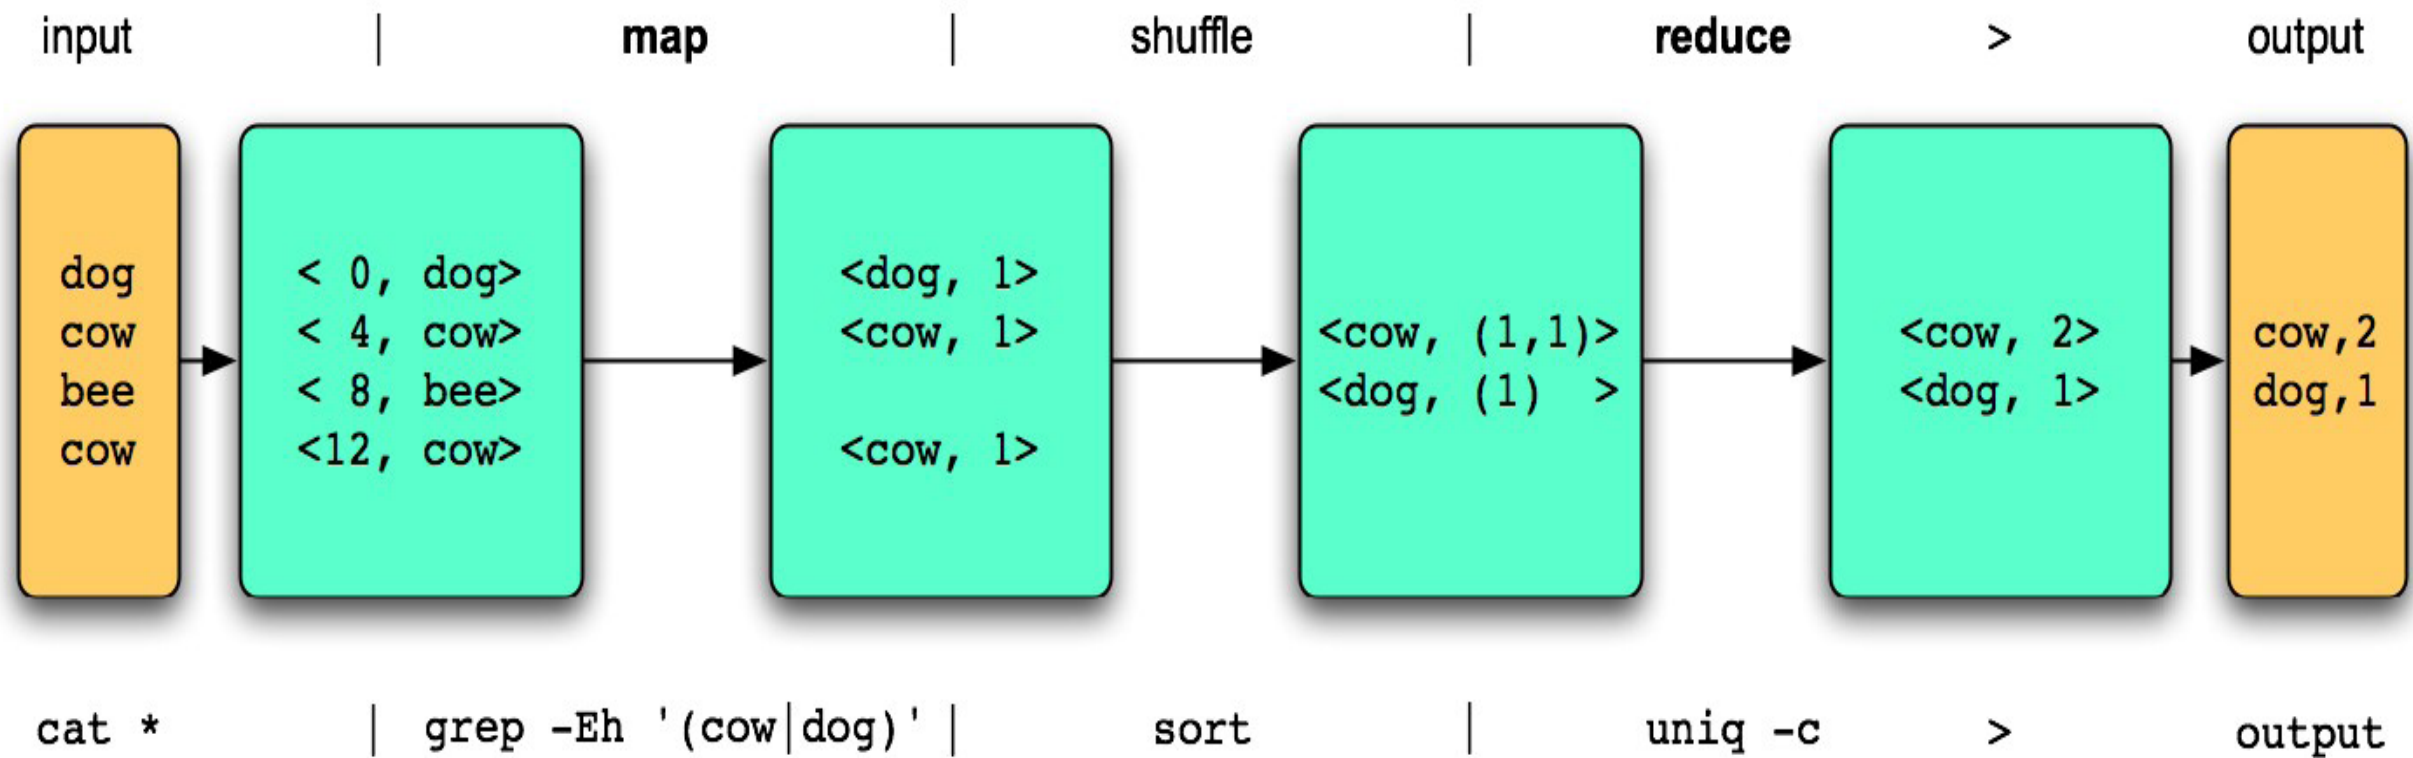 input | map | shuffle | reduce > output
dog
cow
bee
cow
< 0, dog>
< 4, cow>
< 8, bee>
<12, cow>
<dog, 1>
<cow, 1>
<cow, 1>
<cow, (1,1)>
<dog, (1)  >
<cow, 2>
<dog, 1>
cow,2
dog,1
cat * | grep -Eh '(cow|dog)' | sort | uniq -c > output